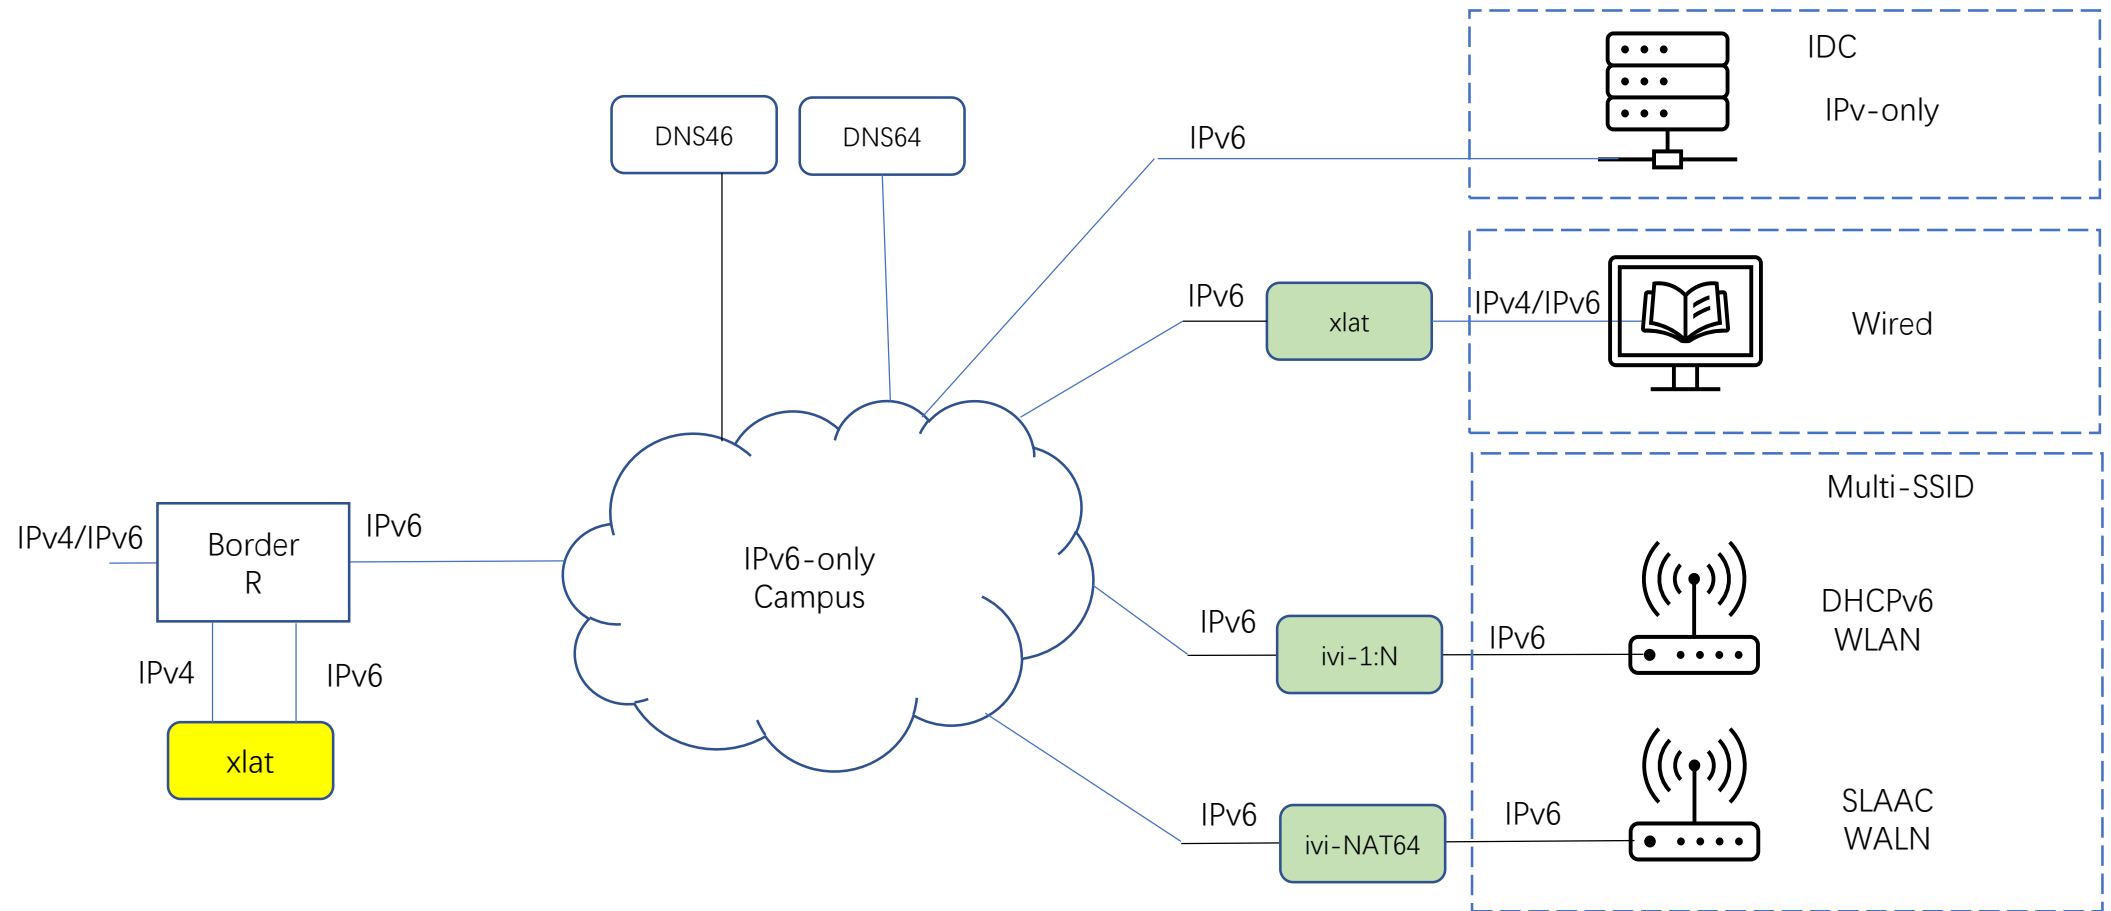 IDC
IPv-only
DNS46
DNS64
IPv6
IPv6
xlat
IPv4/IPv6
Wired
Multi-SSID
IPv4/IPv6
Border
R
IPv6
IPv6-only
Campus
IPv4
IPv6
xlat
IPv6
ivi-1:N
IPv6
DHCPv6
WLAN
IPv6
ivi-NAT64
IPv6
SLAAC
WALN